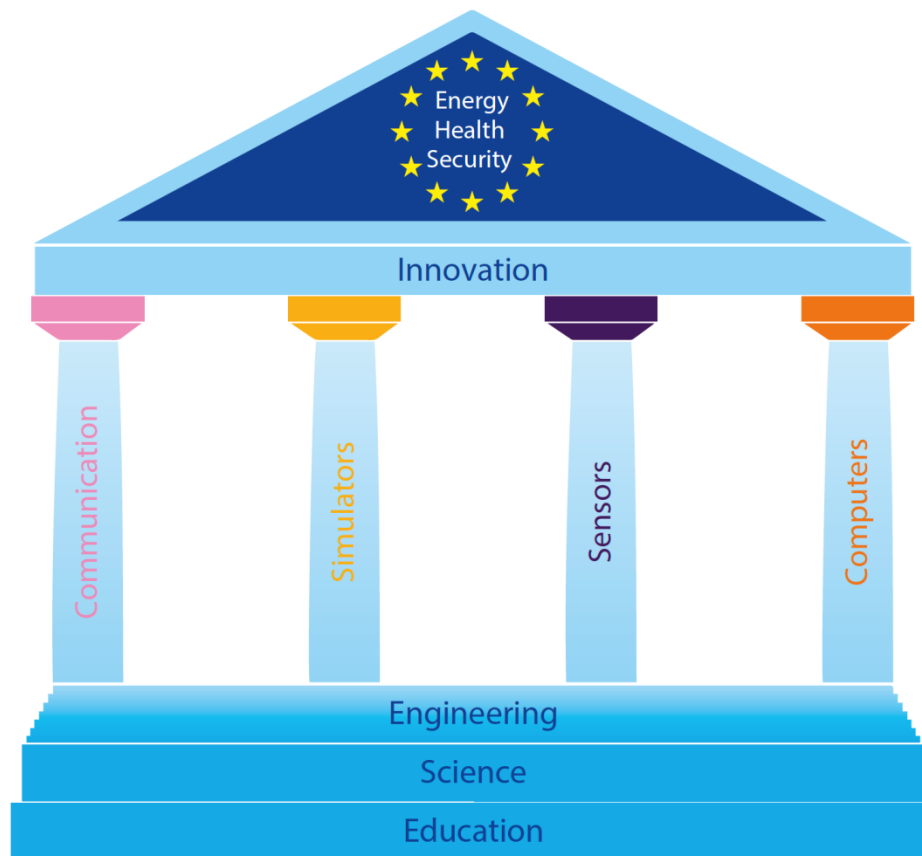 Energy
Health
Security
Innovation
Communication
Simulators
Sensors
Computers
Engineering
Science
Education